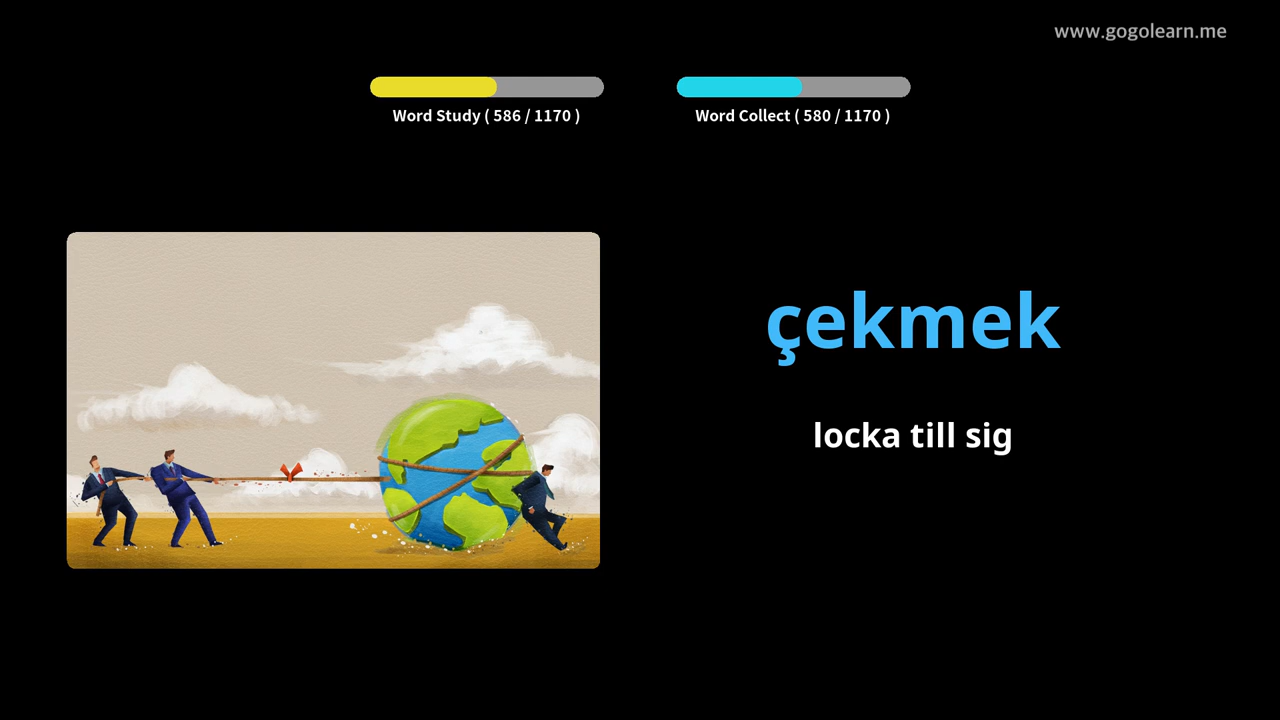 www.gogolearn.me
Word Study ( 586 / 1170 )
Word Collect ( 580 / 1170 )
çekmek
locka till sig